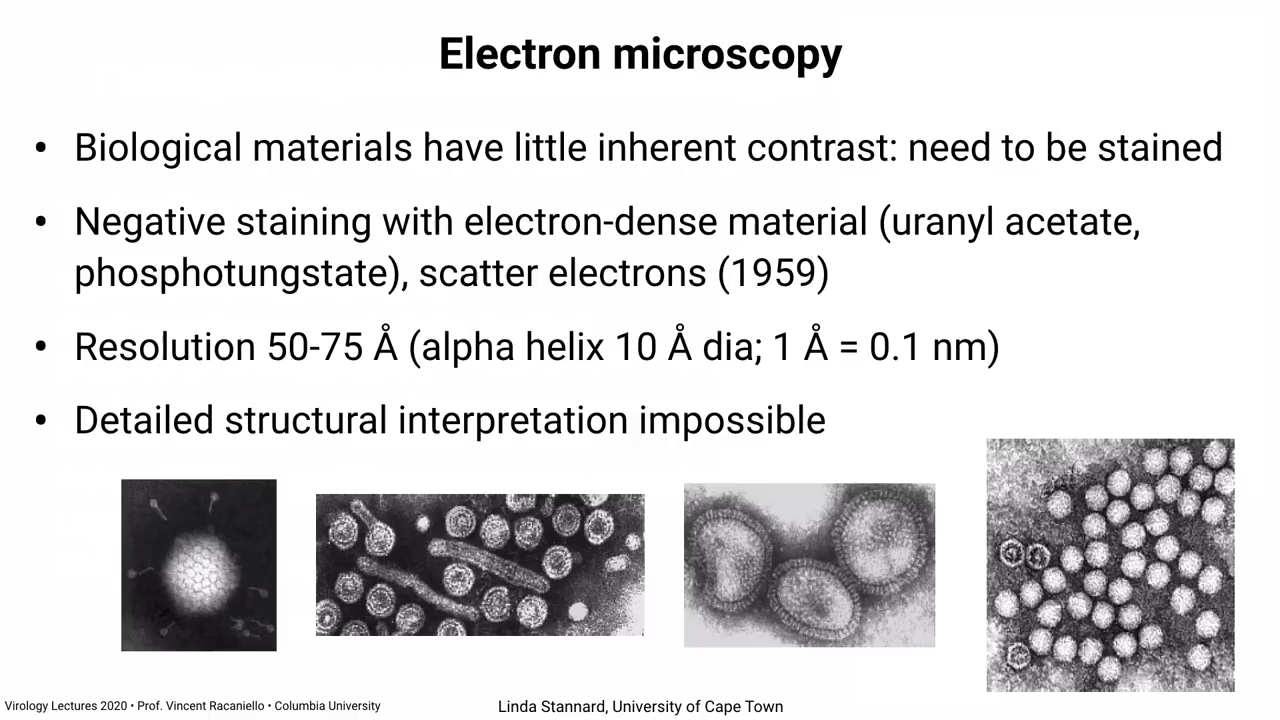 Electron microscopy
• Biological materials have little inherent contrast: need to be stained
• Negative staining with electron-dense material (uranyl acetate,
phosphotungstate), scatter electrons (1959)
• Resolution 50-75 Å (alpha helix 10 Å dia; 1 Å = 0.1 nm)
• Detailed structural interpretation impossible
Virology Lectures 2020 • Prof. Vincent Racaniello • Columbia University
Linda Stannard, University of Cape Town